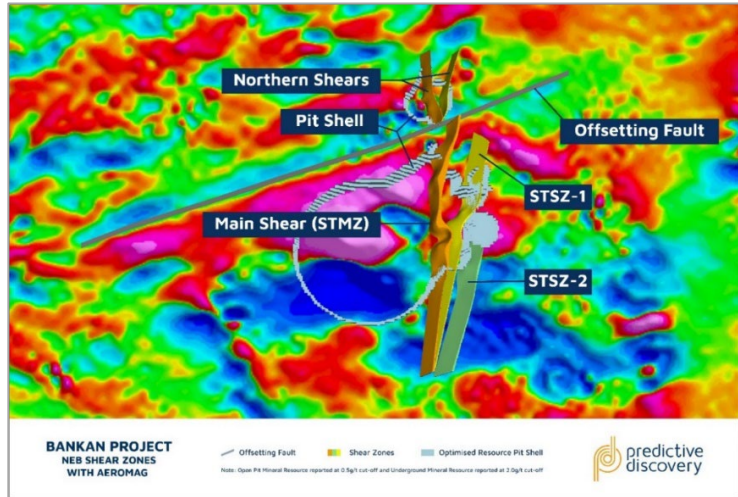 Northern Shears
Pit Shell
Offsetting Fault
STSZ-1
Main Shear (STMZ)
STSZ-2
BANKAN PROJECT
NEB SHEAR ZONES
WITH AEROMAG
Offsetting Fault
Shear Zones
Optimised Resource Pit Shell
Note: Open Pit Mineral Resource reported at 0.5g/t cut-off and Underground Mineral Resource reported at 2.0g/t cut-off
predictive
discovery